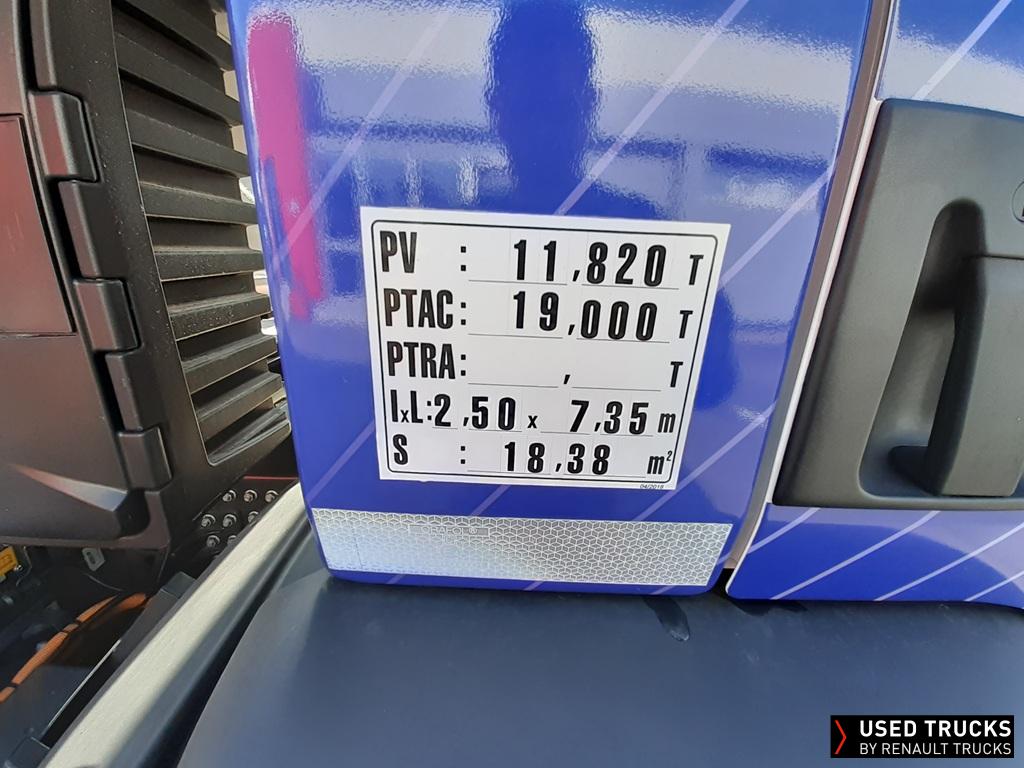 PV : 11,820 T
PTAC: 19,000 T
PTRA: , T
IxL: 2,50 x 7,35 m
S : 18,38 m²
04/2019
USED TRUCKS
BY RENAULT TRUCKS